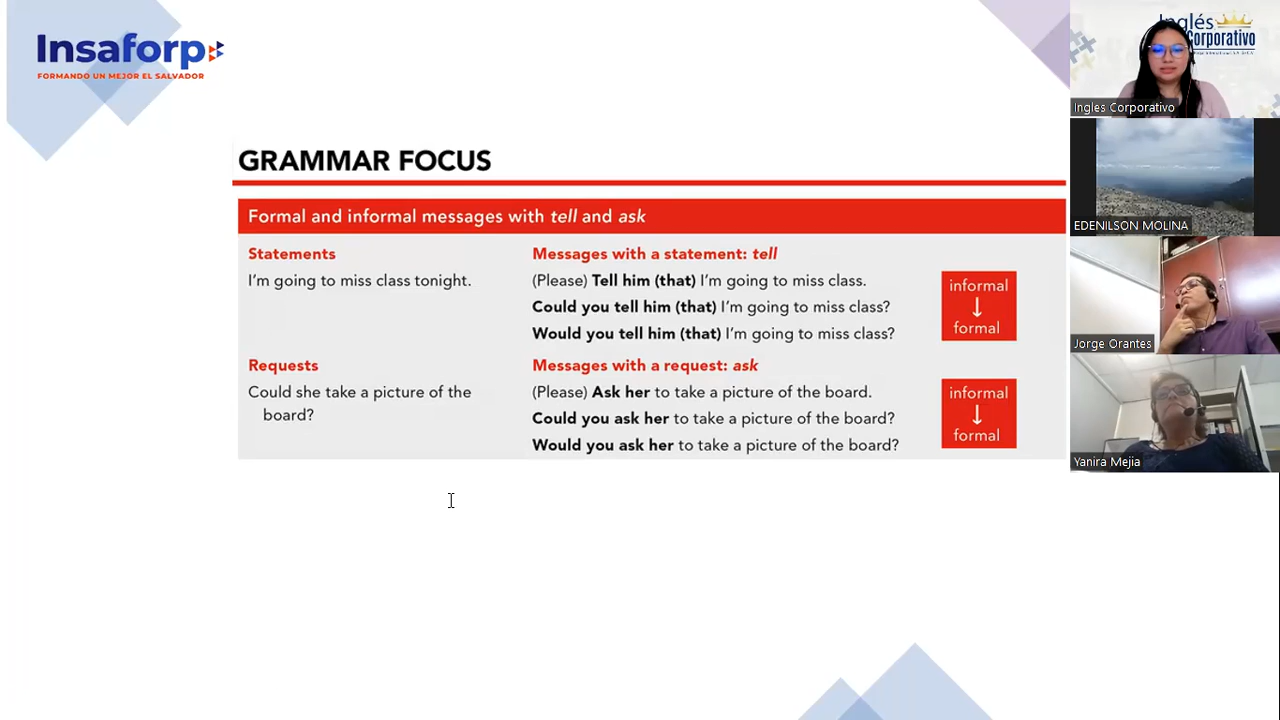 Insaforp
FORMANDO UN MEJOR EL SALVADOR
GRAMMAR FOCUS
Formal and informal messages with tell and ask
Statements
I'm going to miss class tonight.
Messages with a statement: tell
(Please) Tell him (that) I'm going to miss class.
Could you tell him (that) I'm going to miss class?
Would you tell him (that) I'm going to miss class?
informal
formal
Requests
Could she take a picture of the
board?
Messages with a request: ask
(Please) Ask her to take a picture of the board.
Could you ask her to take a picture of the board?
Would you ask her to take a picture of the board?
informal
formal
Inglés
Corporativo
Ingles Corporativo
EDENILSON MOLINA
Jorge Orantes
Yanira Mejia